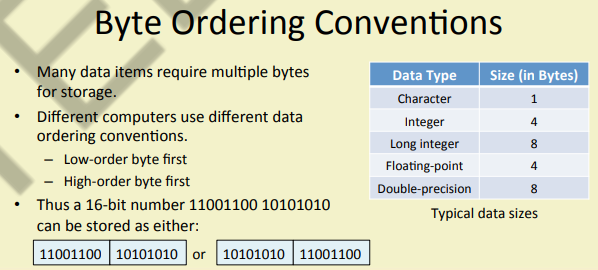 Byte Ordering Conventions
• Many data items require multiple bytes
for storage.
• Different computers use different data
ordering conventions.
– Low-order byte first
– High-order byte first
• Thus a 16-bit number 11001100 10101010
can be stored as either:
11001100 10101010 or 10101010 11001100
Data Type Size (in Bytes)
Character 1
Integer 4
Long integer 8
Floating-point 4
Double-precision 8
Typical data sizes